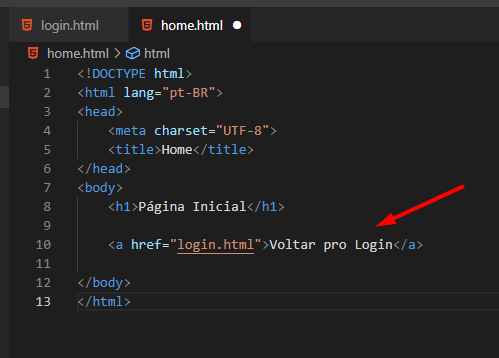 login.html home.html
home.html > html
1 <!DOCTYPE html>
2 <html lang="pt-BR">
3 <head>
4 <meta charset="UTF-8">
5 <title>Home</title>
6 </head>
7 <body>
8 <h1>Página Inicial</h1>
9
10 <a href="login.html">Voltar pro Login</a>
11
12 </body>
13 </html>